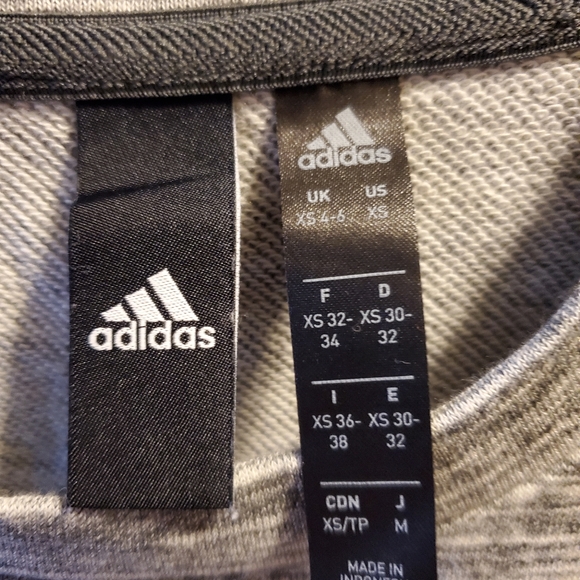 adidas
adidas
UK US
XS 4-6 XS
F D
XS 32- XS 30-
34 32
I E
XS 36- XS 30-
38 32
CDN J
XS/TP M
MADE IN